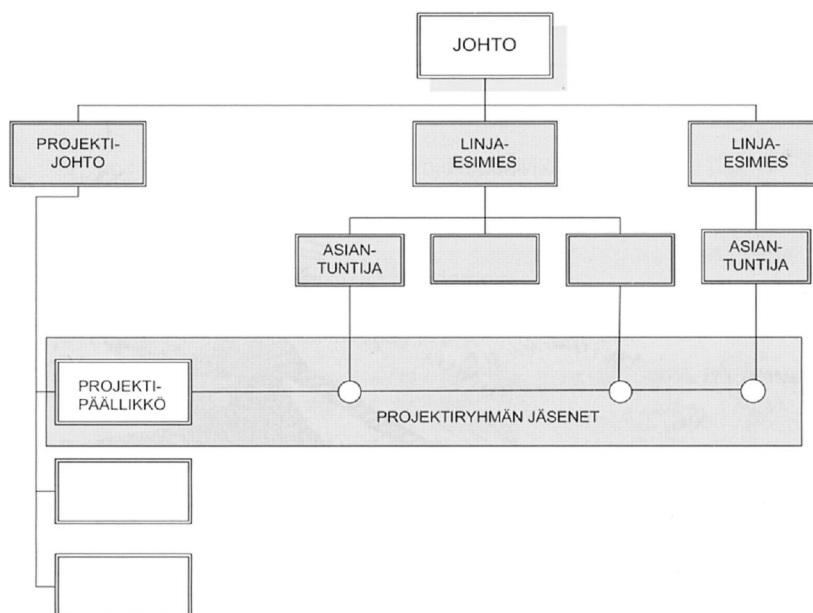 JOHTO
PROJEKTI-
JOHTO
LINJA-
ESIMIES
LINJA-
ESIMIES
ASIAN-
TUNTIJA
ASIAN-
TUNTIJA
PROJEKTI-
PÄÄLLIKKÖ
PROJEKTIRYHMÄN JÄSENET